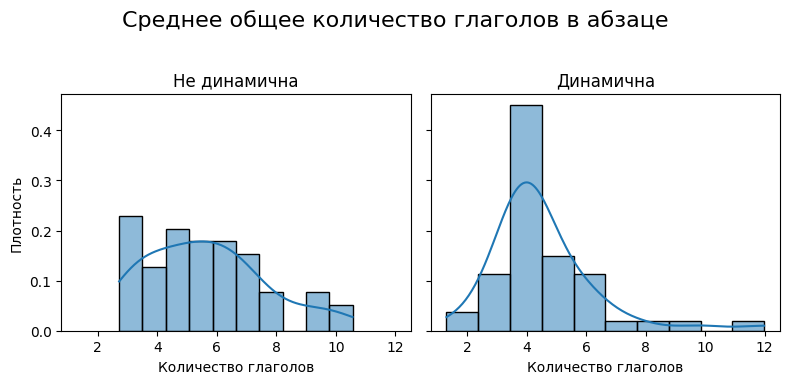 Среднее общее количество глаголов в абзаце
Не динамична
Динамична
Плотность
0.4
0.3
0.2
0.1
0.0
2 4 6 8 10 12
2 4 6 8 10 12
Количество глаголов
Количество глаголов